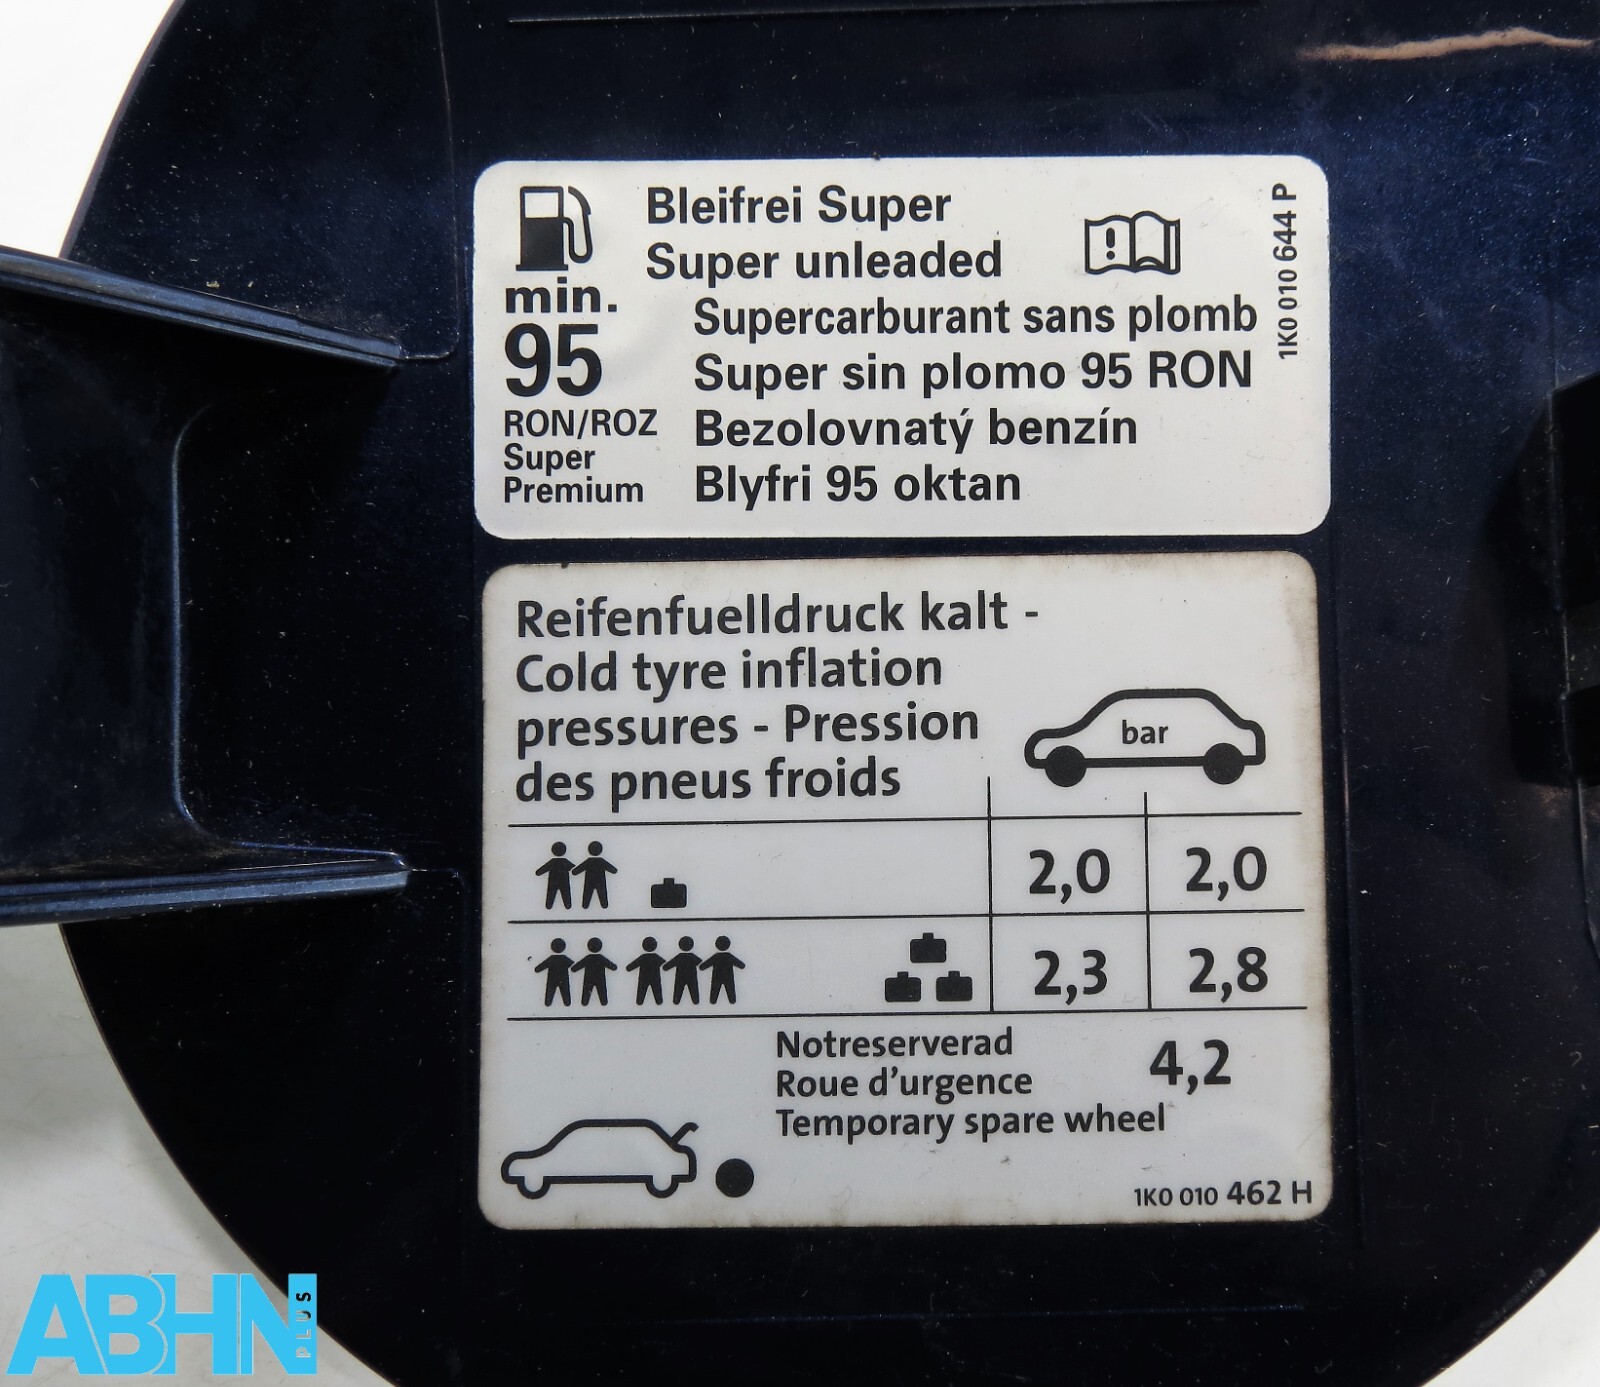 Bleifrei Super
Super unleaded
Supercarburant sans plomb
Super sin plomo 95 RON
Bezolovnatý benzín
Blyfri 95 oktan
min.
95
RON/ROZ
Super
Premium
1K0 010 644 P
Reifenfuelldruck kalt -
Cold tyre inflation
pressures - Pression
des pneus froids
bar
2,0 2,0
2,3 2,8
Notreserverad
Roue d'urgence
Temporary spare wheel
4,2
1K0 010 462 H
ABHN
PLUS